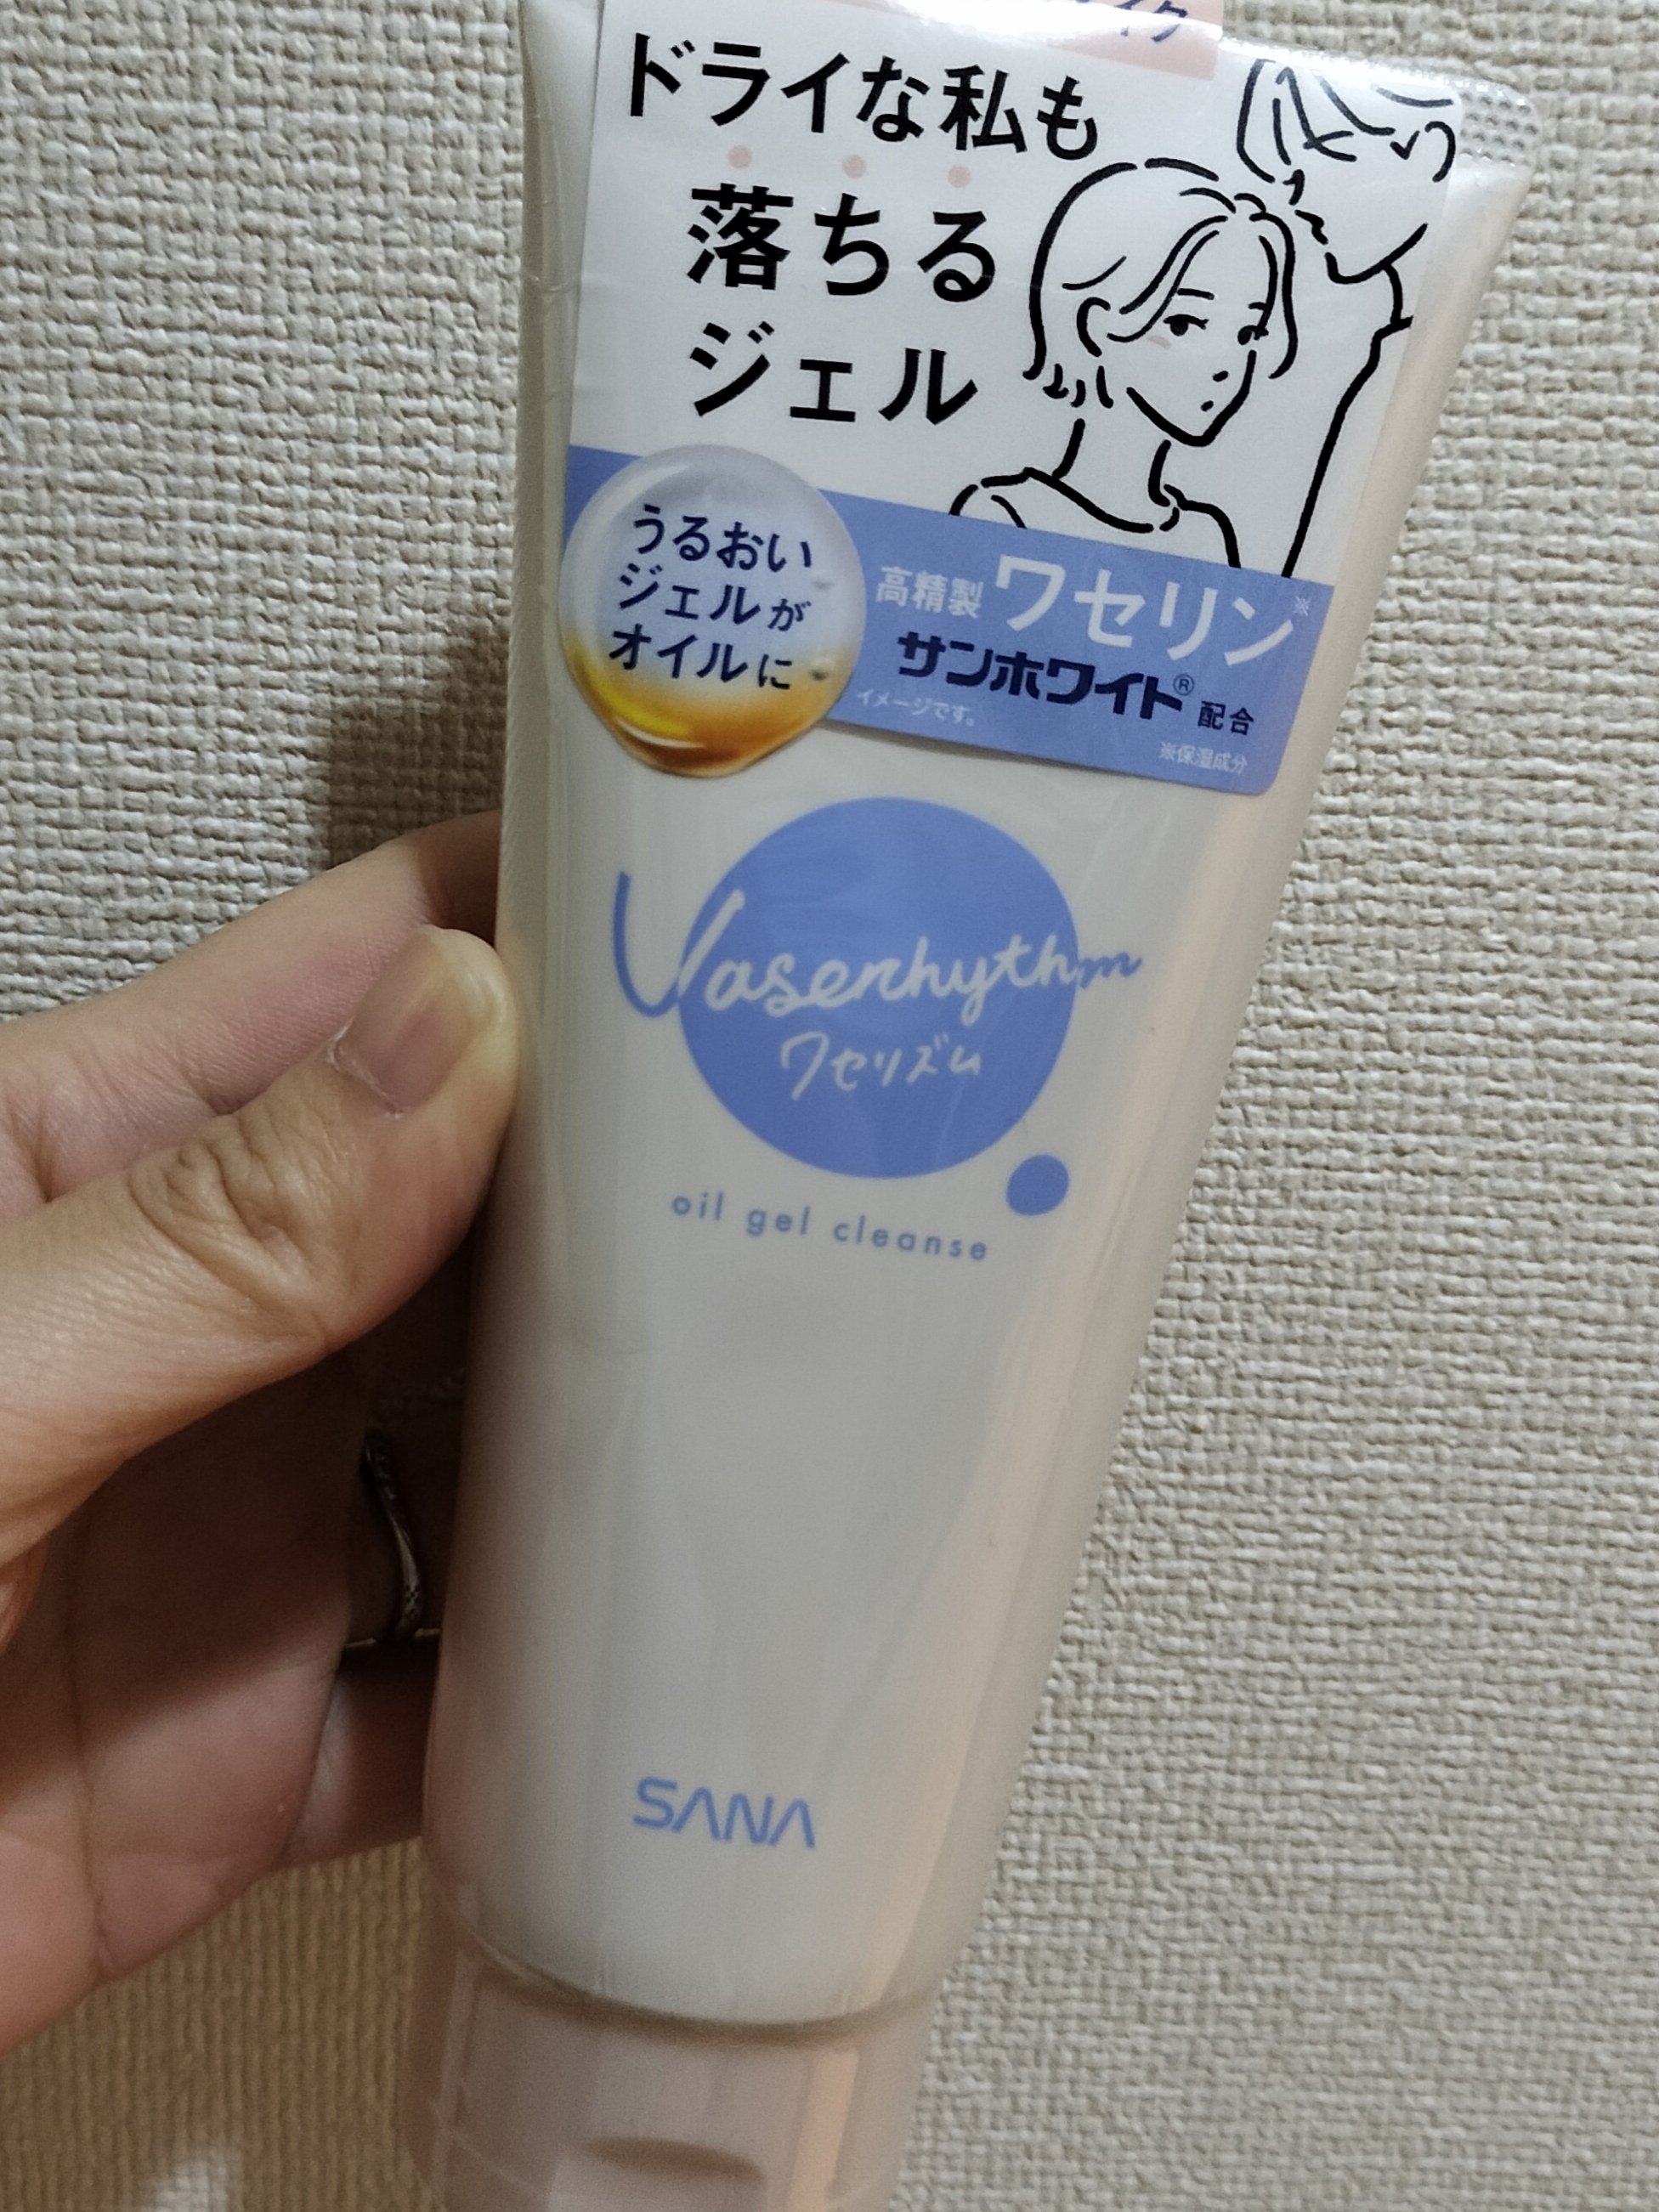 ドライな私も
落ちる
ジェル
うるおい
ジェルが
オイルに
高精製ワセリン※
サンホワイト®配合
イメージです。
※保湿成分
Vaserhythm
ワセリズム
oil gel cleanse
SANA